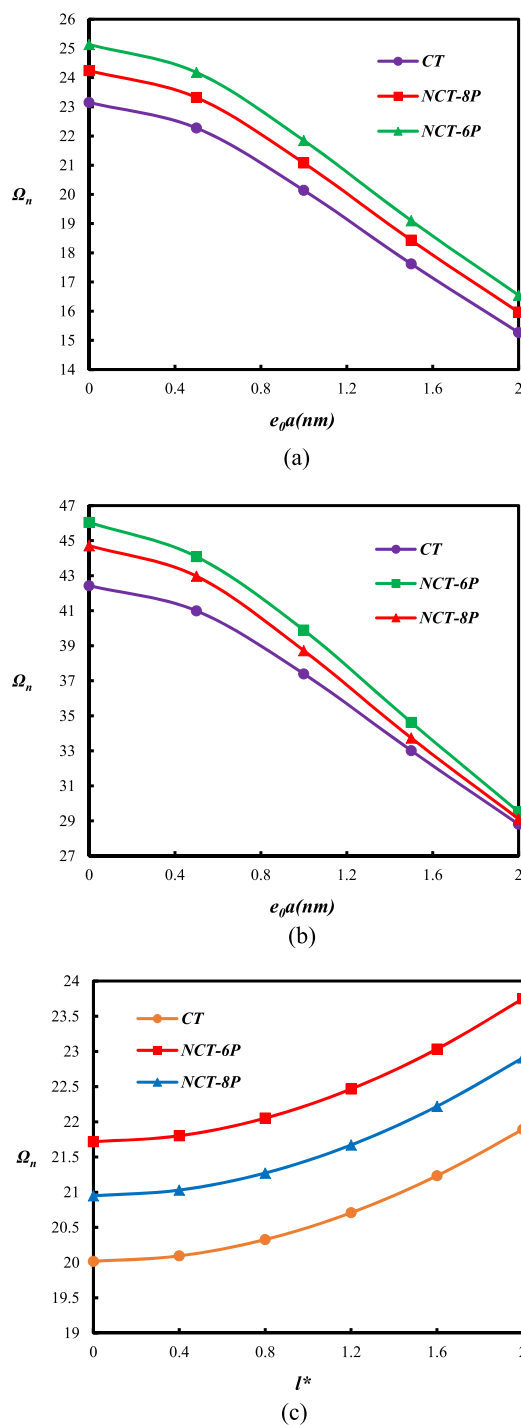 26
25
24
23
22
21
20
19
18
17
16
15
14
Ωn
CT
NCT-8P
NCT-6P
0 0.4 0.8 1.2 1.6 2
e0a(nm)
(a)
47
45
43
41
39
37
35
33
31
29
27
Ωn
CT
NCT-6P
NCT-8P
0 0.4 0.8 1.2 1.6 2
e0a(nm)
(b)
24
23.5
23
22.5
22
21.5
21
20.5
20
19.5
19
Ωn
CT
NCT-6P
NCT-8P
0 0.4 0.8 1.2 1.6 2
l*
(c)